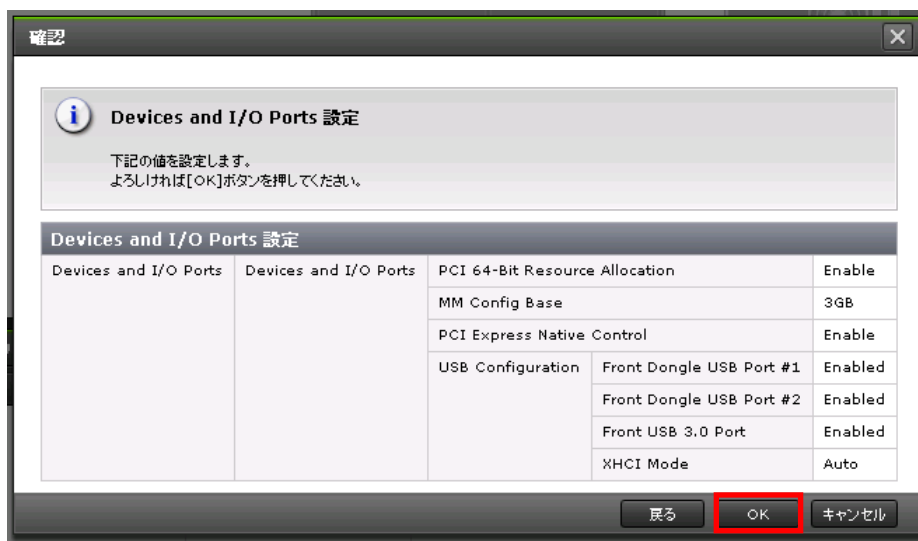 確認
Devices and I/O Ports 設定
下記の値を設定します。
よろしければ[OK]ボタンを押してください。
Devices and I/O Ports 設定
Devices and I/O Ports Devices and I/O Ports PCI 64-Bit Resource Allocation Enable
MM Config Base 3GB
PCI Express Native Control Enable
USB Configuration Front Dongle USB Port #1 Enabled
Front Dongle USB Port #2 Enabled
Front USB 3.0 Port Enabled
XHCI Mode Auto
戻る OK キャンセル